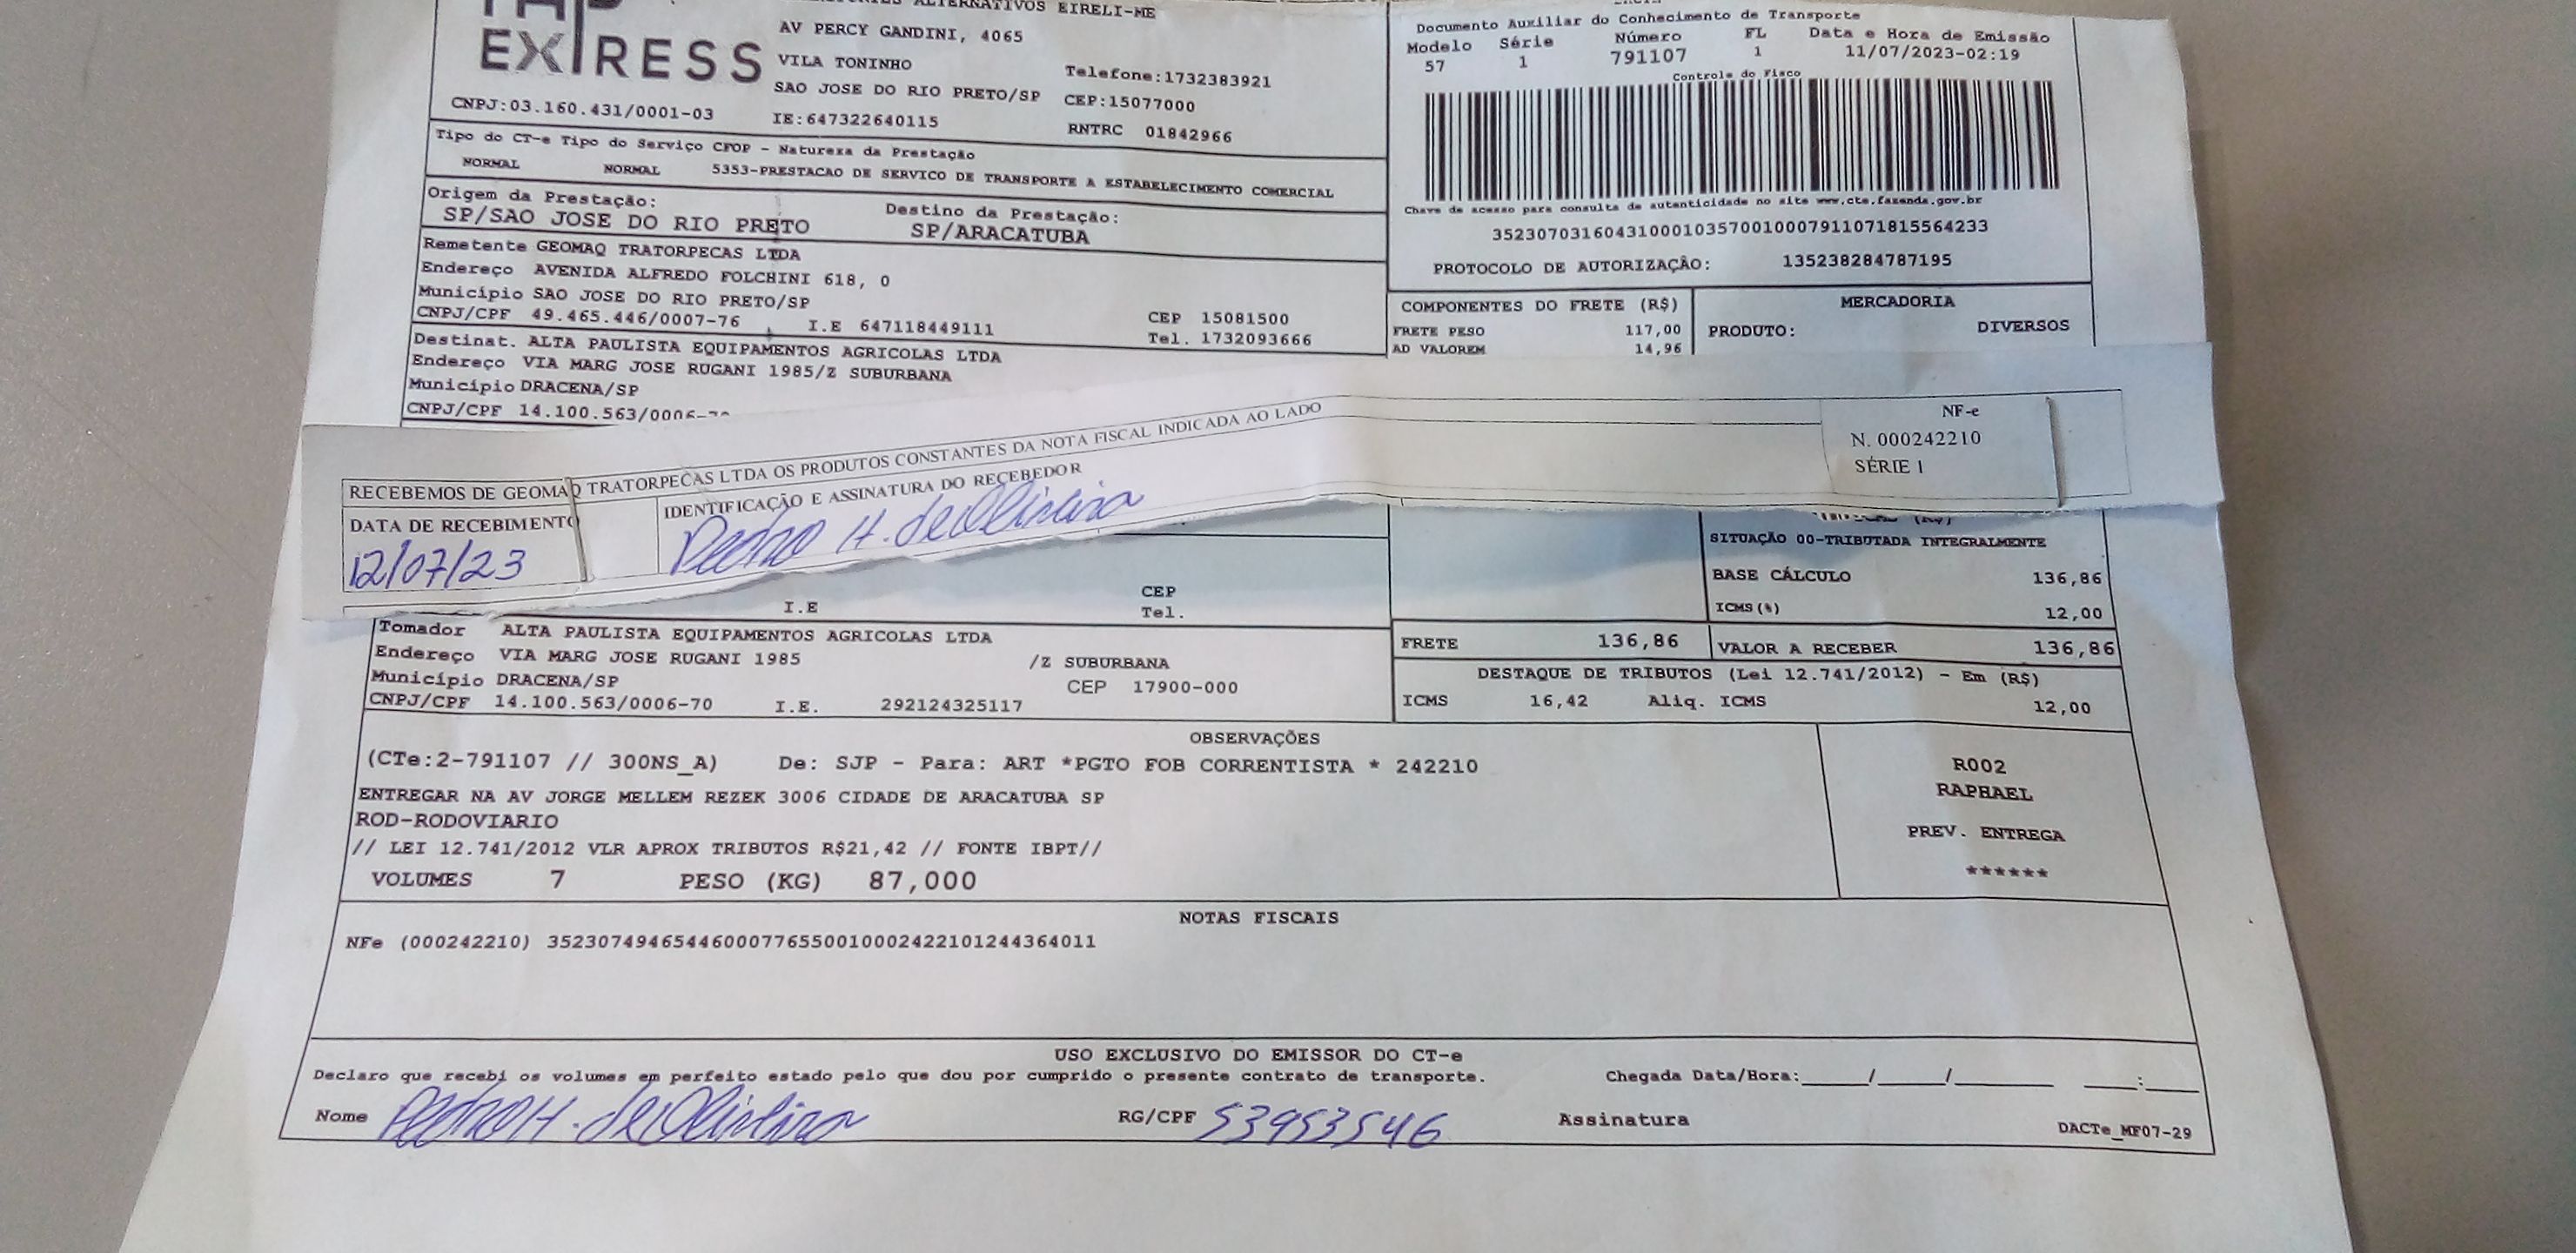 EXPRESS
ALTERNATIVOS EIRELI-ME
AV PERCY GANDINI, 4065
VILA TONINHO
Telefone:1732383921
SAO JOSE DO RIO PRETO/SP CEP:15077000
CNPJ:03.160.431/0001-03 IE:647322640115 RNTRC 01842966
Tipo do CT-e Tipo do Serviço CFOP - Natureza da Prestação
NORMAL NORMAL 5353-PRESTACAO DE SERVICO DE TRANSPORTE A ESTABELECIMENTO COMERCIAL
Origem da Prestação: Destino da Prestação:
SP/SAO JOSE DO RIO PRETO SP/ARACATUBA
Remetente GEOMAQ TRATORPECAS LTDA
Endereço AVENIDA ALFREDO FOLCHINI 618, 0
Município SAO JOSE DO RIO PRETO/SP CEP 15081500
CNPJ/CPF 49.465.446/0007-76 I.E 647118449111 Tel. 1732093666
Destinat. ALTA PAULISTA EQUIPAMENTOS AGRICOLAS LTDA
Endereço VIA MARG JOSE RUGANI 1985/Z SUBURBANA
Município DRACENA/SP
CNPJ/CPF 14.100.563/0006-70
Documento Auxiliar do Conhecimento de Transporte
Modelo Série Número FL Data e Hora de Emissão
57 1 791107 1 11/07/2023-02:19
Controle do Fisco
Chave de acesso para consulta de autenticidade no site www.cte.fazenda.gov.br
35230703160431000103570010007911071815564233
PROTOCOLO DE AUTORIZAÇÃO: 135238284787195
COMPONENTES DO FRETE (R$) MERCADORIA
FRETE PESO 117,00 PRODUTO: DIVERSOS
AD VALOREM 14,96
RECEBEMOS DE GEOMAQ TRATORPECAS LTDA OS PRODUTOS CONSTANTES DA NOTA FISCAL INDICADA AO LADO
DATA DE RECEBIMENTO IDENTIFICAÇÃO E ASSINATURA DO RECEBEDOR
12/07/23 Pedro H. de Oliveira
NF-e
N. 000242210
SÉRIE 1
SITUAÇÃO 00-TRIBUTADA INTEGRALMENTE
BASE CÁLCULO 136,86
ICMS(%) 12,00
CEP
I.E Tel.
Tomador ALTA PAULISTA EQUIPAMENTOS AGRICOLAS LTDA
Endereço VIA MARG JOSE RUGANI 1985 /Z SUBURBANA
Município DRACENA/SP CEP 17900-000
CNPJ/CPF 14.100.563/0006-70 I.E. 292124325117
FRETE 136,86 VALOR A RECEBER 136,86
DESTAQUE DE TRIBUTOS (Lei 12.741/2012) - Em (R$)
ICMS 16,42 Aliq. ICMS 12,00
OBSERVAÇÕES
(CTe:2-791107 // 300NS_A) De: SJP - Para: ART *PGTO FOB CORRENTISTA * 242210
ENTREGAR NA AV JORGE MELLEM REZEK 3006 CIDADE DE ARACATUBA SP
ROD-RODOVIARIO
// LEI 12.741/2012 VLR APROX TRIBUTOS R$21,42 // FONTE IBPT//
VOLUMES 7 PESO (KG) 87,000
R002
RAPHAEL
PREV. ENTREGA
******
NOTAS FISCAIS
NFe (000242210) 35230749465446000776550010002422101244364011
USO EXCLUSIVO DO EMISSOR DO CT-e
Declaro que recebi os volumes em perfeito estado pelo que dou por cumprido o presente contrato de transporte. Chegada Data/Hora:_____/_____/_______ ____:____
Nome Pedro H. de Oliveira RG/CPF 53953546 Assinatura
DACTe_MF07-29